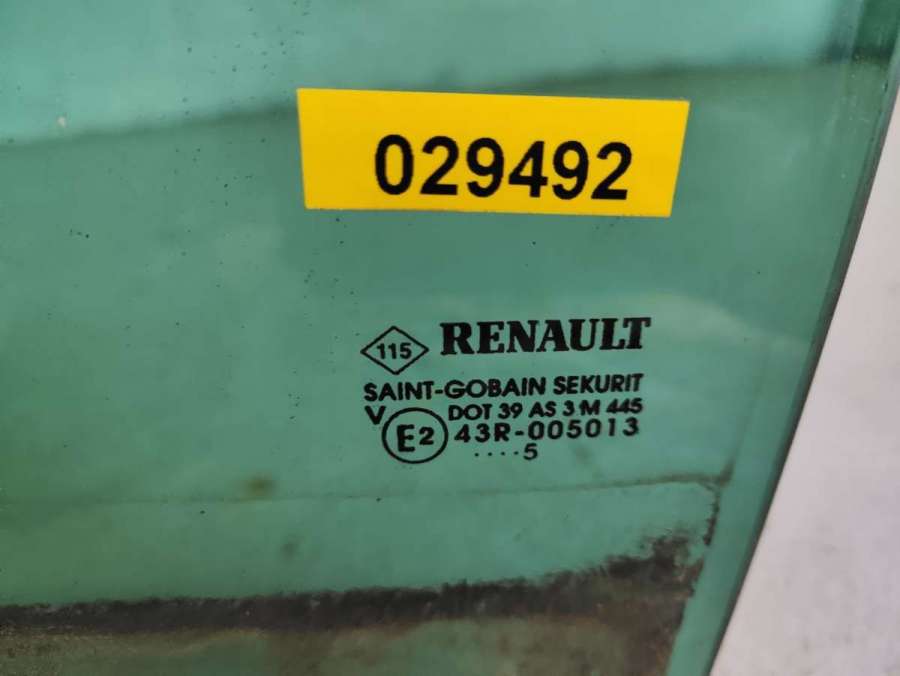 029492
115 RENAULT
SAINT-GOBAIN SEKURIT
V DOT 39 AS 3 M 445
E2 43R-005013
....5